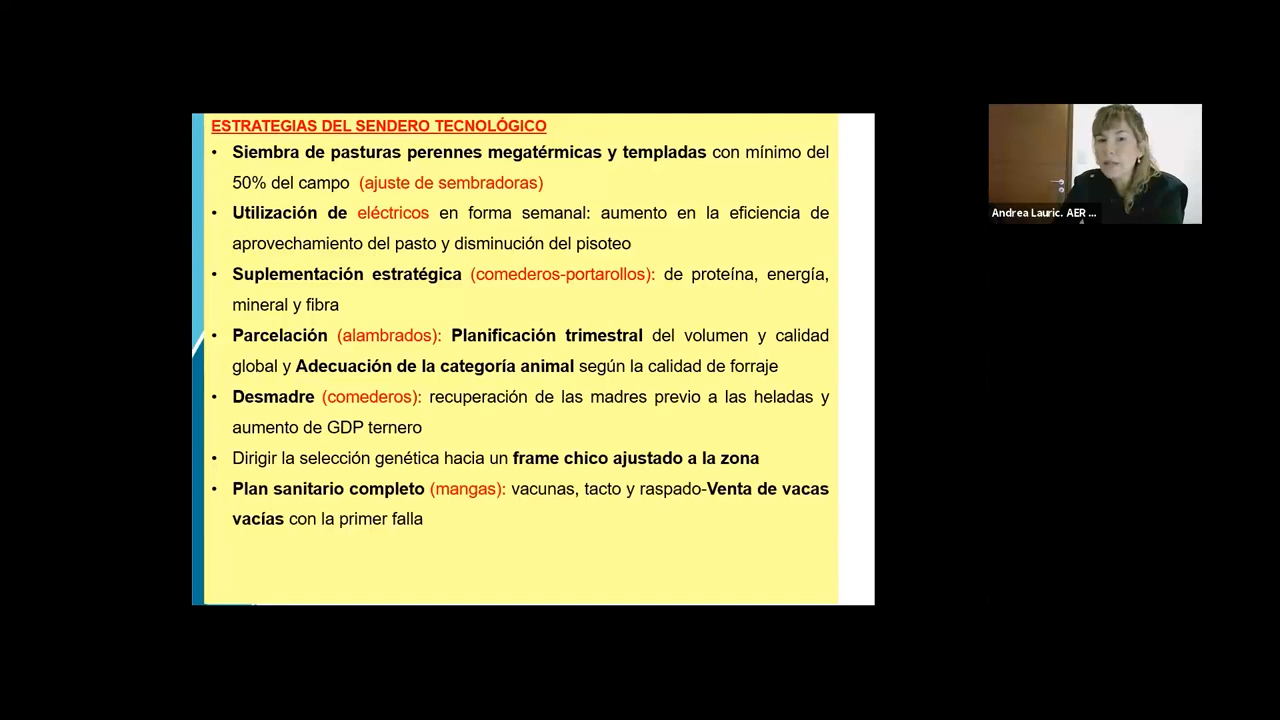 ESTRATEGIAS DEL SENDERO TECNOLÓGICO
• Siembra de pasturas perennes megatérmicas y templadas con mínimo del
50% del campo (ajuste de sembradoras)
• Utilización de eléctricos en forma semanal: aumento en la eficiencia de
aprovechamiento del pasto y disminución del pisoteo
• Suplementación estratégica (comederos-portarollos): de proteína, energía,
mineral y fibra
• Parcelación (alambrados): Planificación trimestral del volumen y calidad
global y Adecuación de la categoría animal según la calidad de forraje
• Desmadre (comederos): recuperación de las madres previo a las heladas y
aumento de GDP ternero
• Dirigir la selección genética hacia un frame chico ajustado a la zona
• Plan sanitario completo (mangas): vacunas, tacto y raspado-Venta de vacas
vacías con la primer falla
Andrea Lauric. AER ...